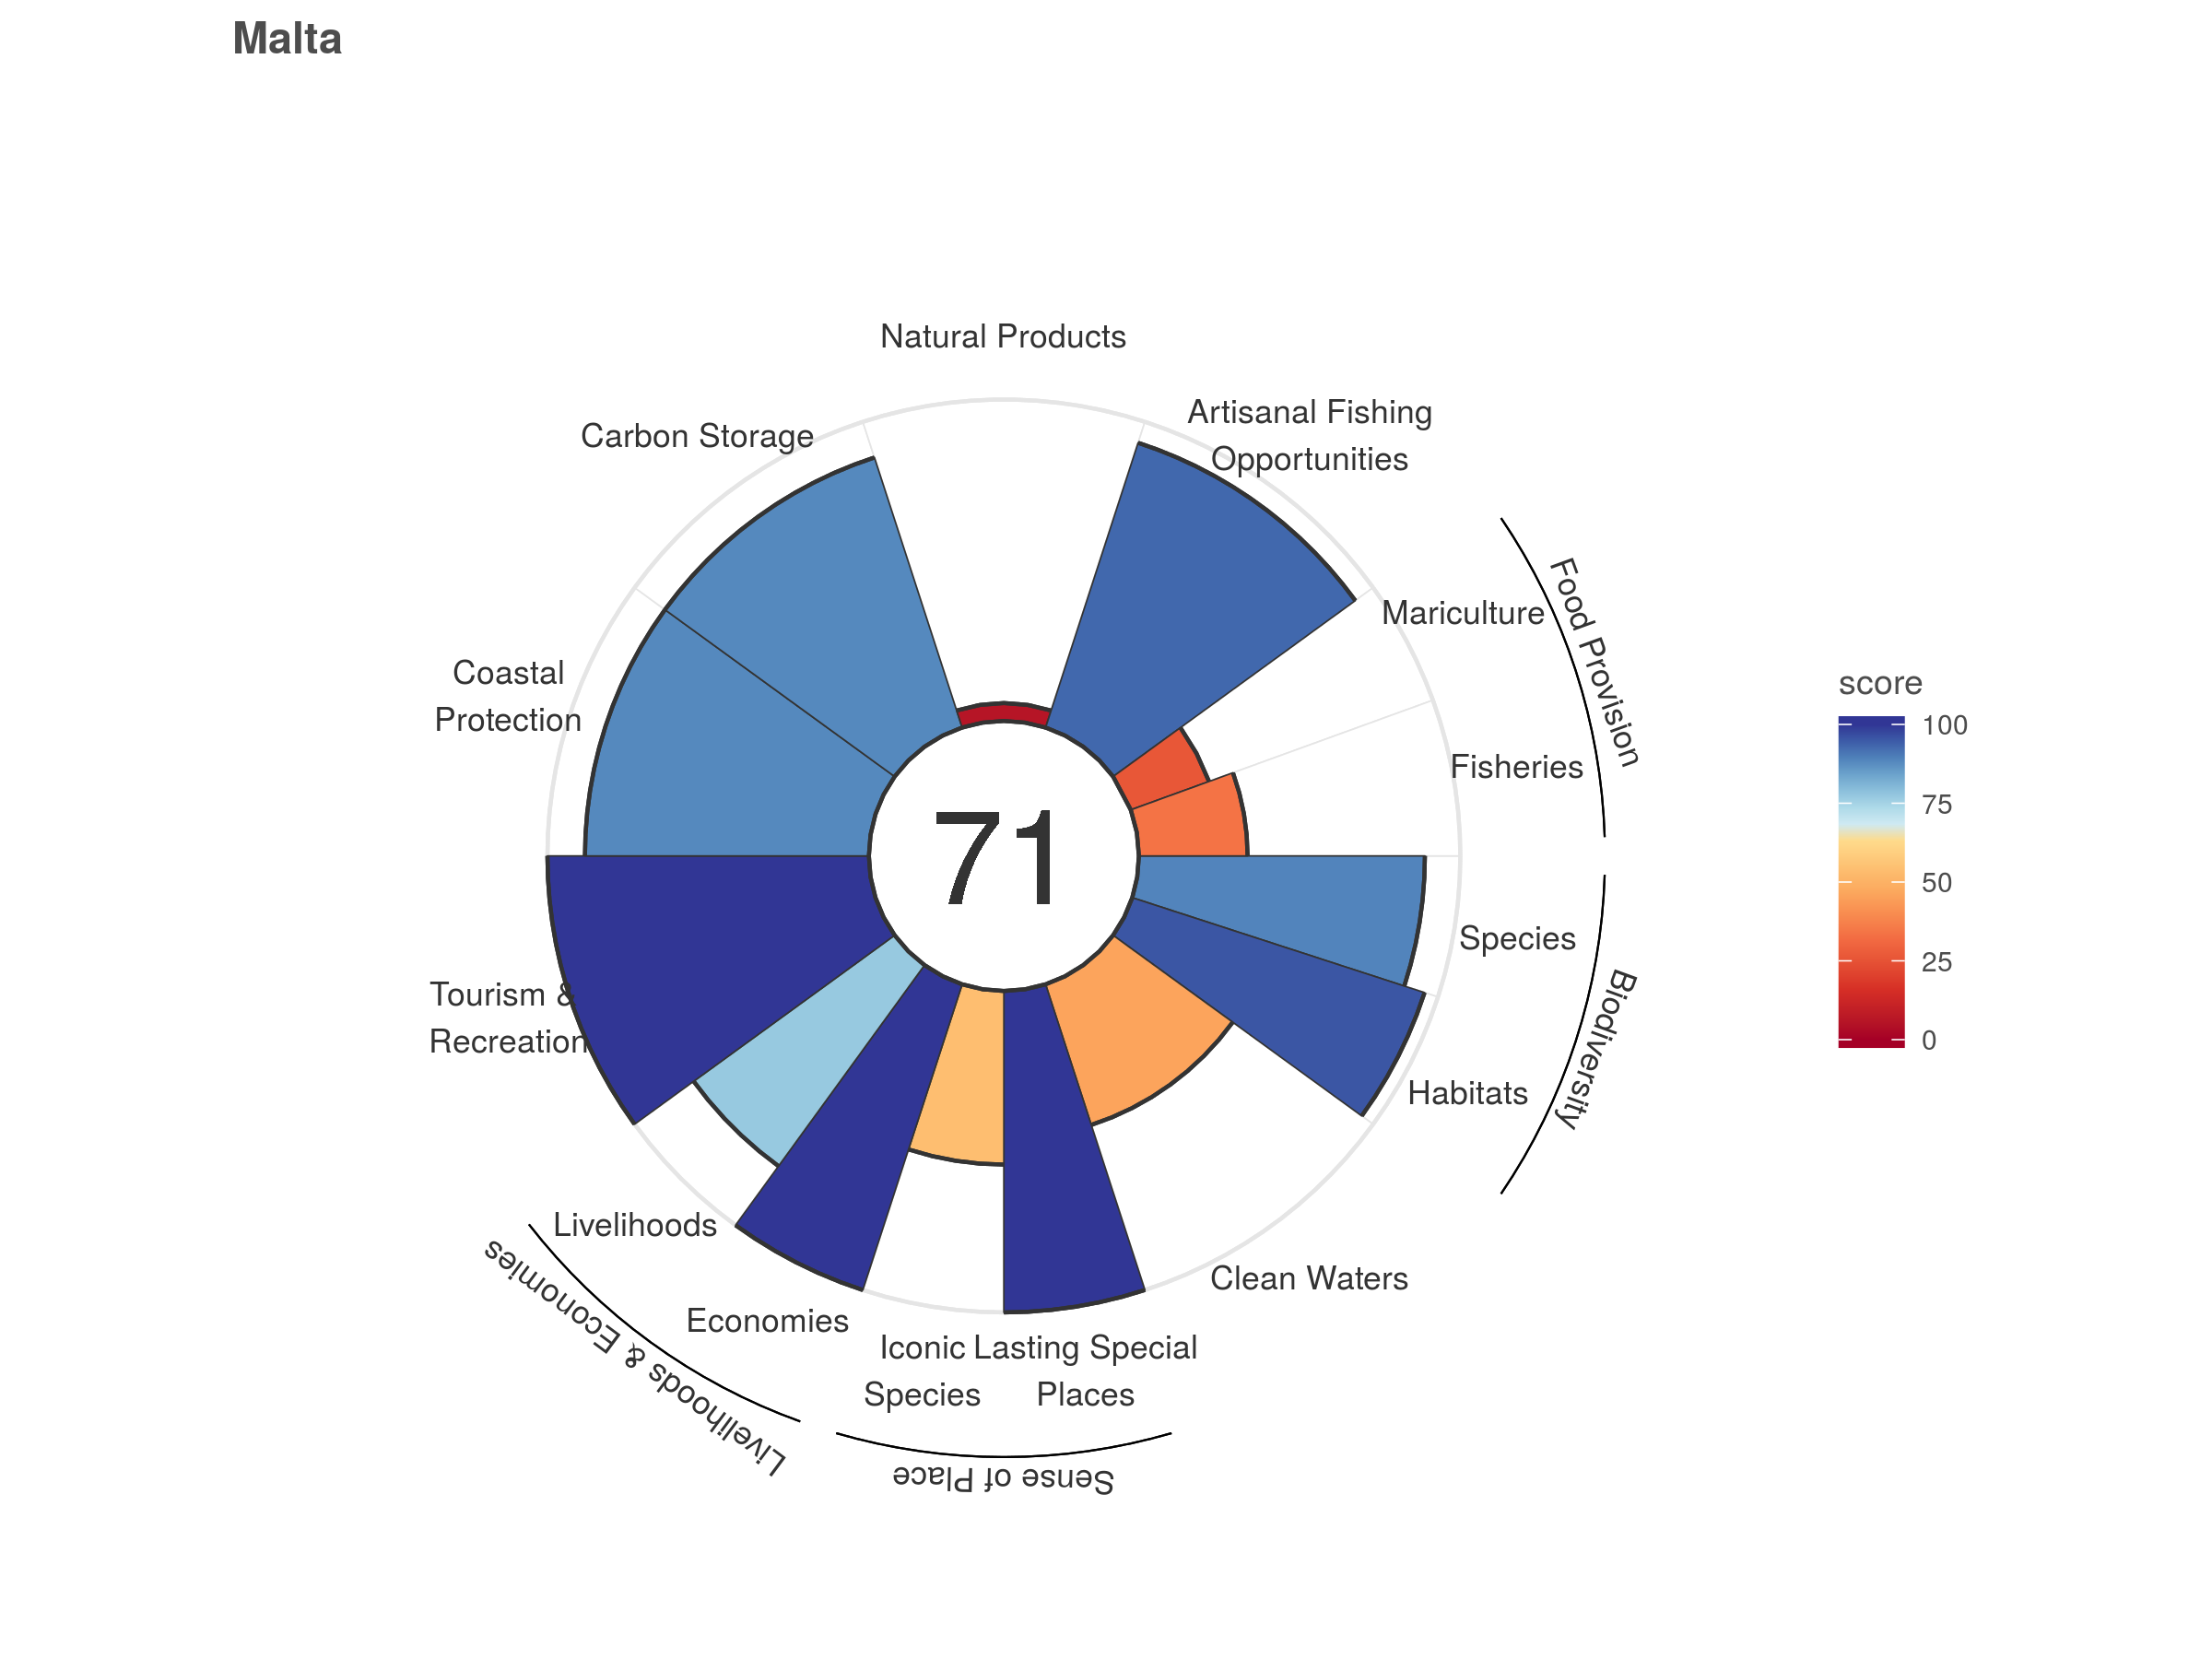 Malta
Natural Products
Artisanal Fishing
Opportunities
Carbon Storage
Mariculture
Food Provision
Coastal
Protection
Fisheries
score
100
75
50
25
0
71
Species
Biodiversity
Tourism &
Recreation
Habitats
Livelihoods
Clean Waters
Livelihoods & Economies
Economies
Iconic
Species
Lasting Special
Places
Sense of Place